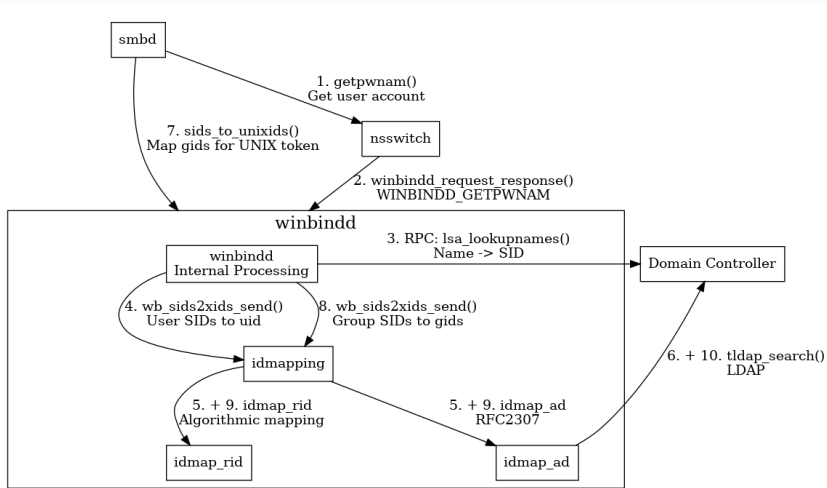 smbd
1. getpwnam()
Get user account
7. sids_to_unixids()
Map gids for UNIX token
nsswitch
2. winbindd_request_response()
WINBINDD_GETPWNAM
winbindd
winbindd
Internal Processing
3. RPC: lsa_lookupnames()
Name -> SID
Domain Controller
4. wb_sids2xids_send()
User SIDs to uid
8. wb_sids2xids_send()
Group SIDs to gids
idmapping
6. + 10. tldap_search()
LDAP
5. + 9. idmap_rid
Algorithmic mapping
5. + 9. idmap_ad
RFC2307
idmap_rid
idmap_ad